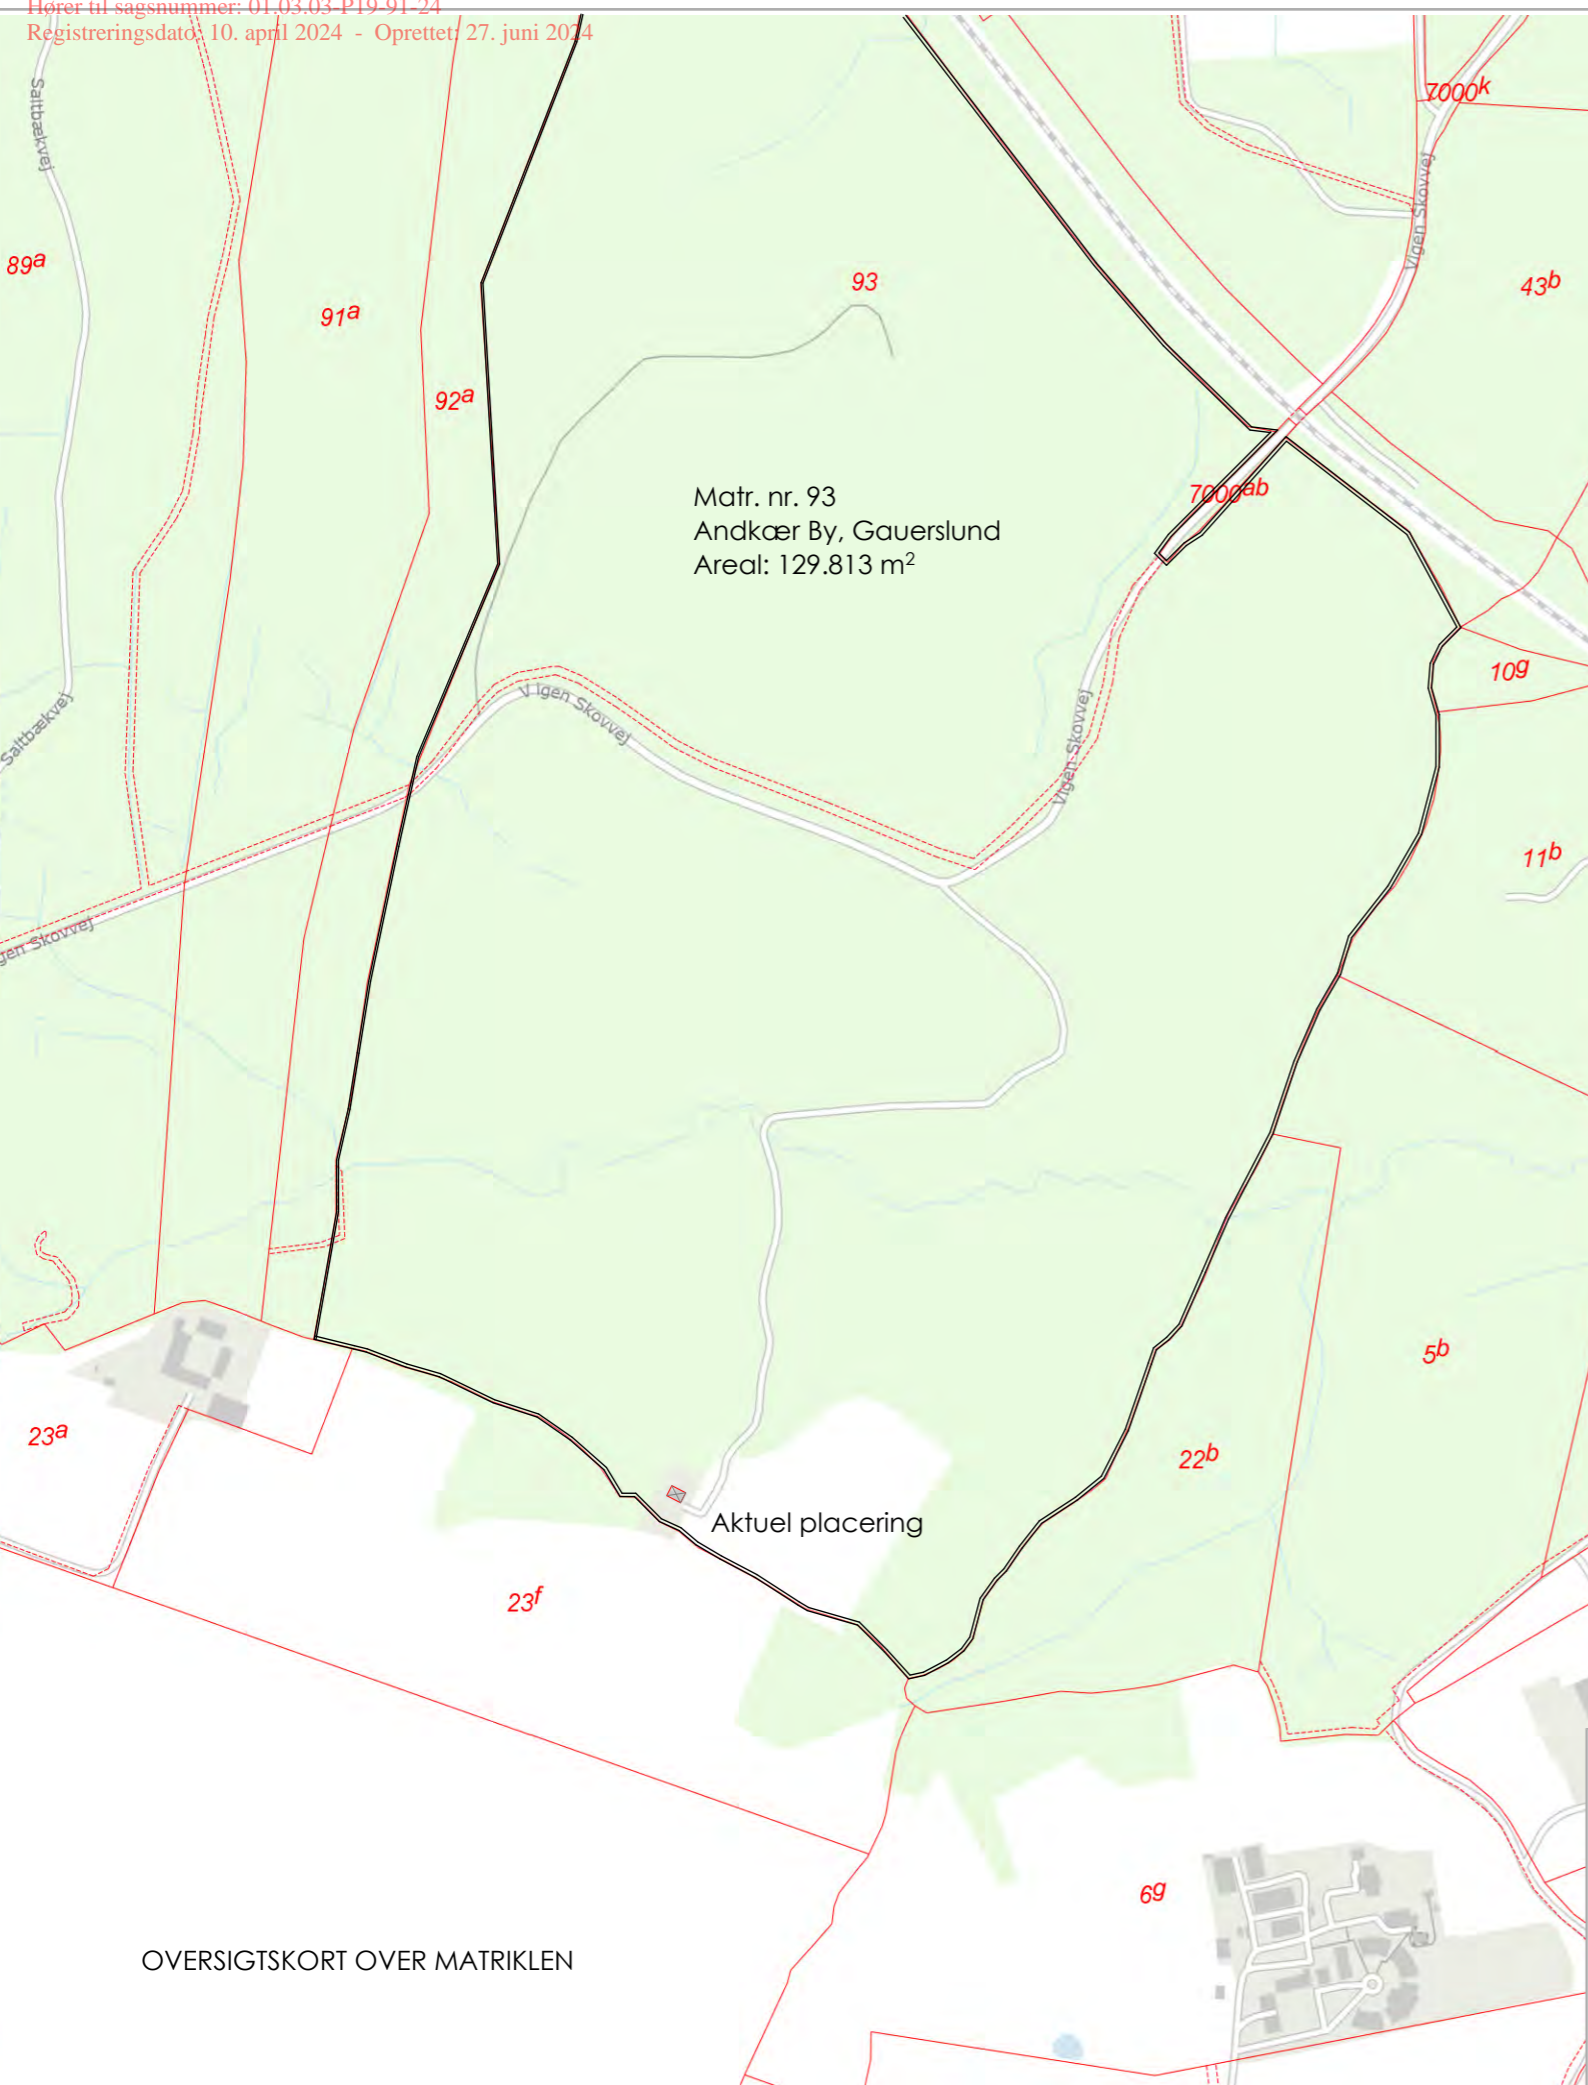 Hører til sagsnummer: 01.03.03-P19-91-24
Registreringsdato: 10. april 2024 - Oprettet: 27. juni 2024
Saltbækvej
7000k
Vigen Skovvej
89a
93
43b
91a
92a
Matr. nr. 93
Andkær By, Gauerslund
Areal: 129.813 m²
7000ab
10g
Saltbækvej
Vigen Skovvej
Vigen Skovvej
11b
gen Skovvej
5b
23a
22b
Aktuel placering
23f
6g
OVERSIGTSKORT OVER MATRIKLEN